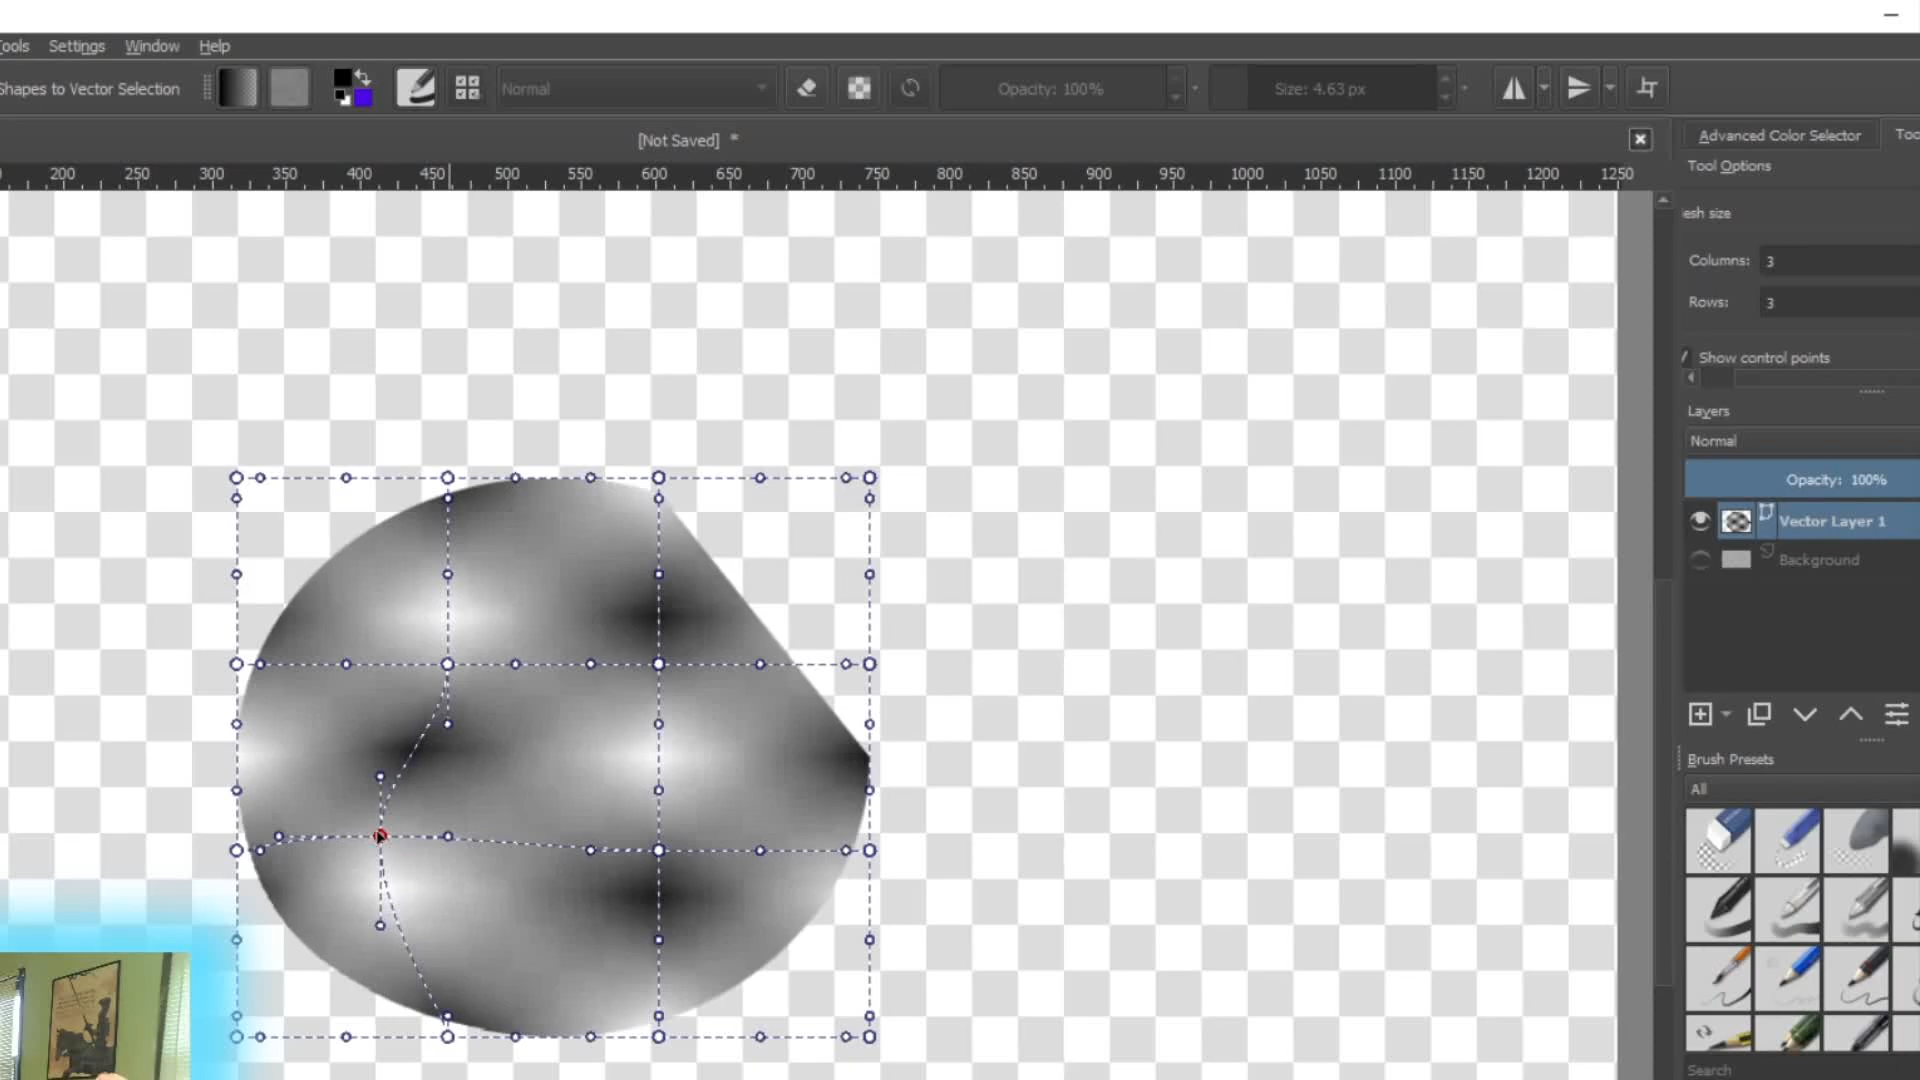 Tools Settings Window Help
Shapes to Vector Selection Normal Opacity: 100% Size: 4.63 px
[Not Saved] *
Advanced Color Selector Too
200 250 300 350 400 450 500 550 600 650 700 750 800 850 900 950 1000 1050 1100 1150 1200 1250
Tool Options
esh size
Columns: 3
Rows: 3
Show control points
Layers
Normal
Opacity: 100%
Vector Layer 1
Background
Brush Presets
All
Search